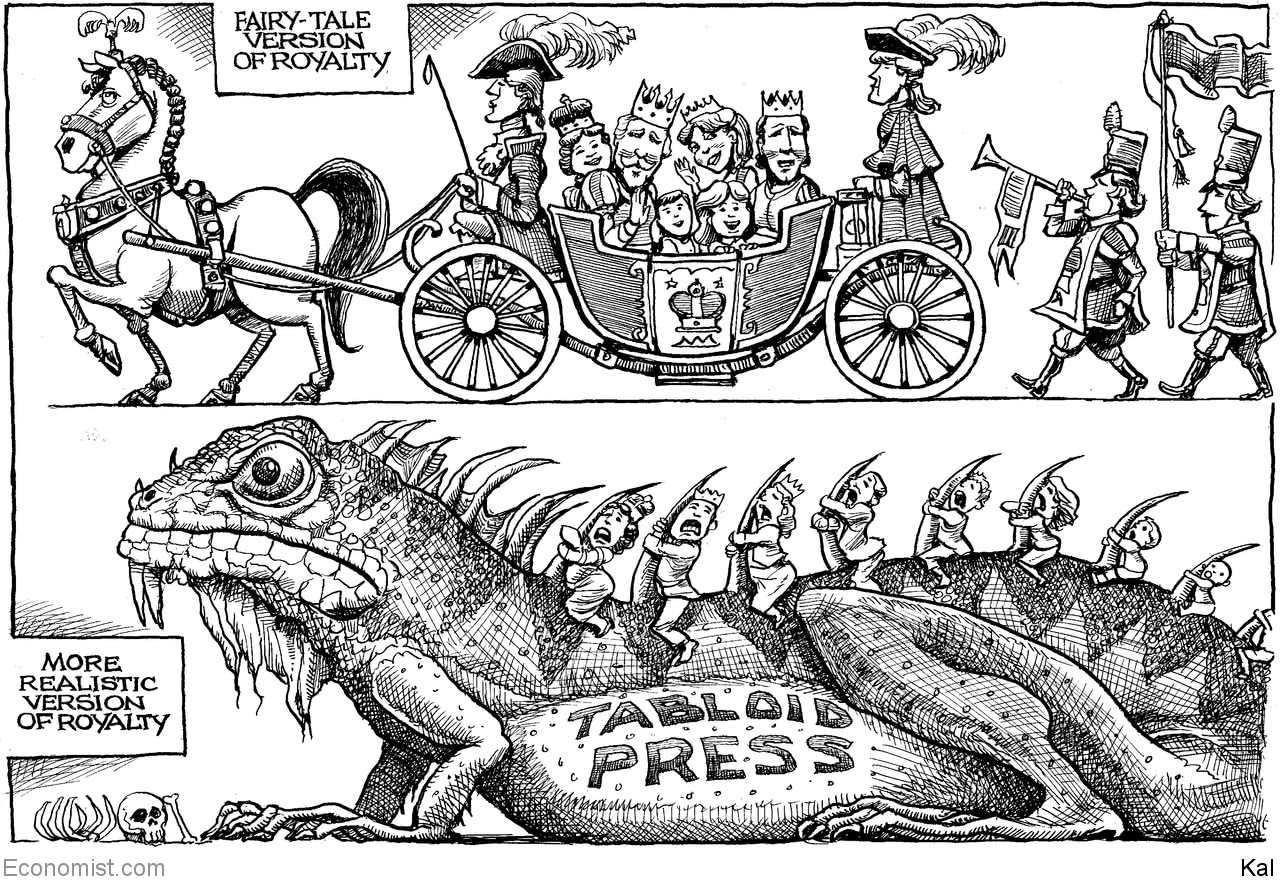 FAIRY-TALE
VERSION
OF ROYALTY
MORE
REALISTIC
VERSION
OF ROYALTY
TABLOID
PRESS
Economist.com
Kal